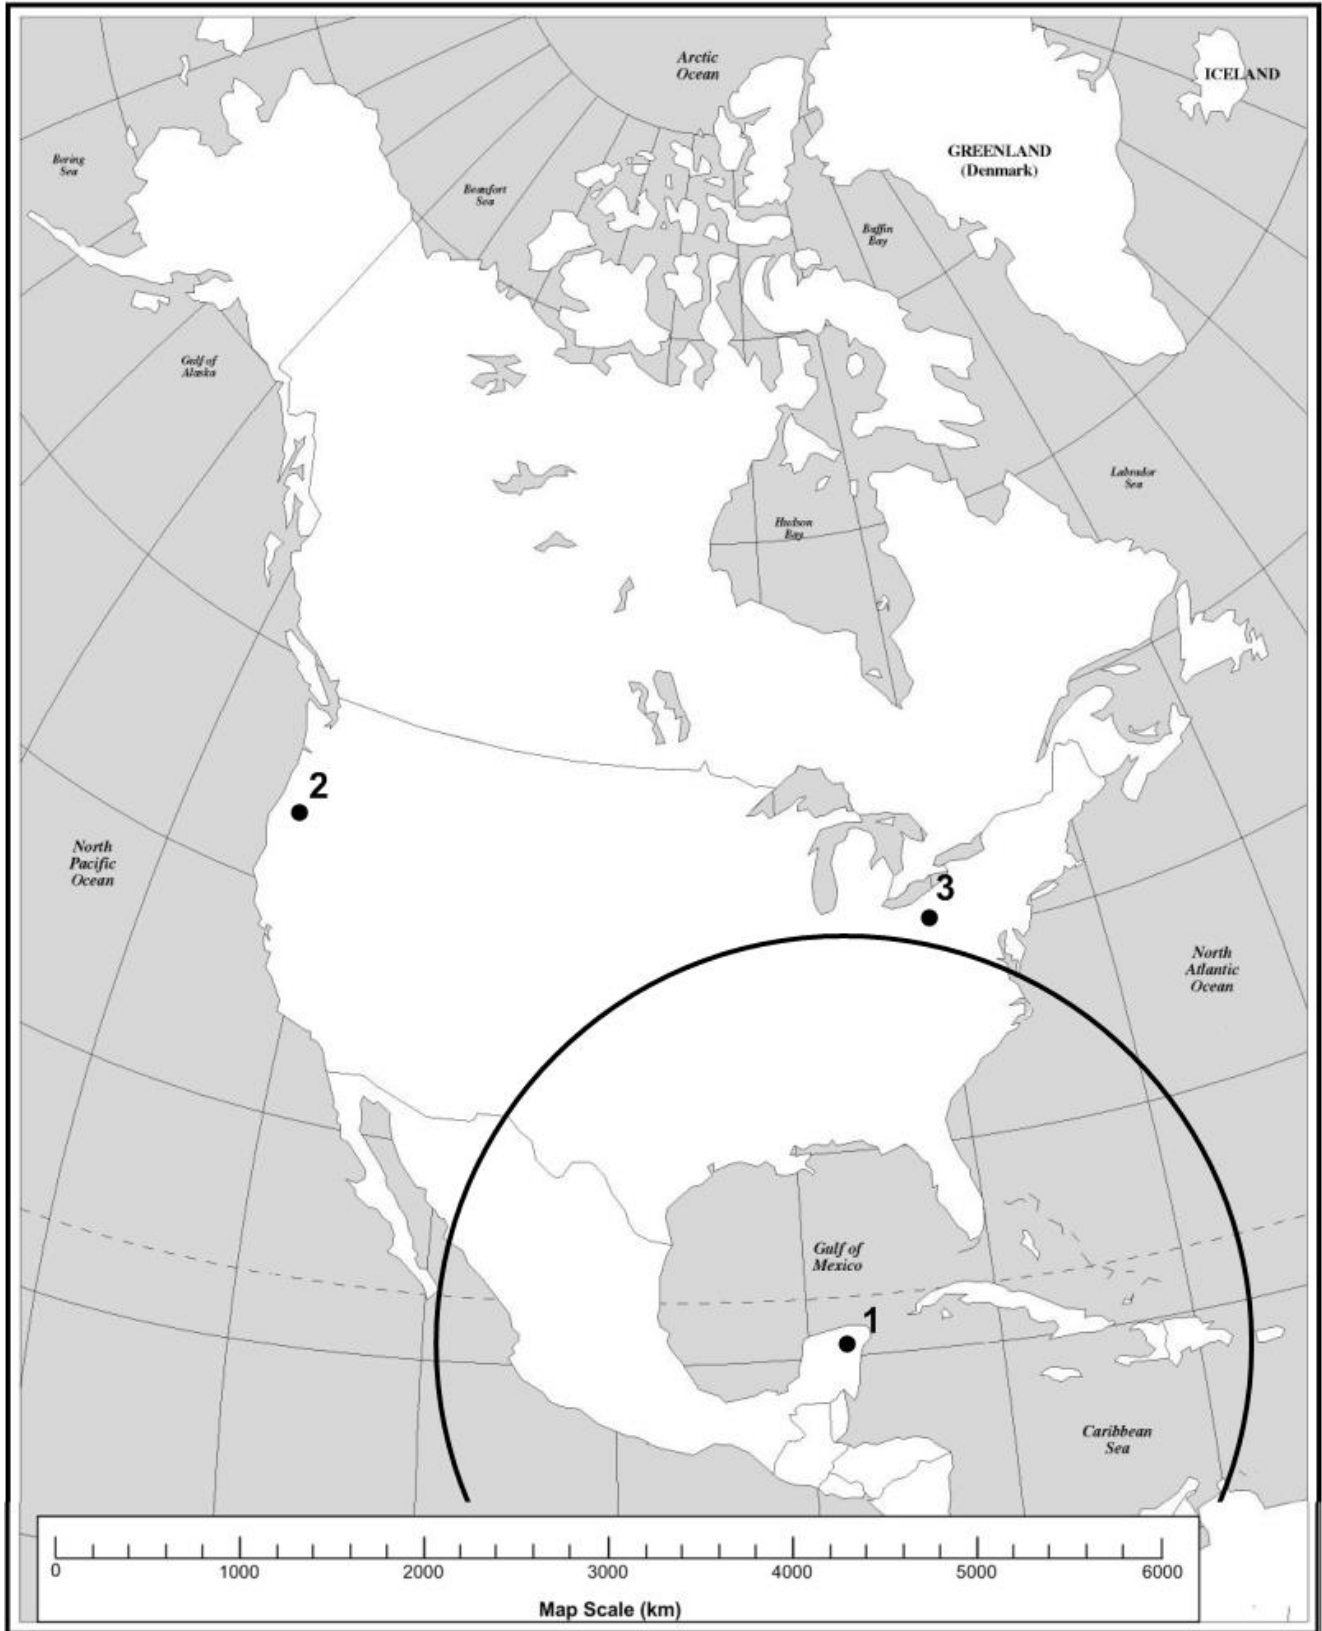 Arctic
Ocean
ICELAND
GREENLAND
(Denmark)
Bering
Sea
Beaufort
Sea
Baffin
Bay
Gulf of
Alaska
Labrador
Sea
Hudson
Bay
2
North
Pacific
Ocean
3
North
Atlantic
Ocean
Gulf of
Mexico
1
Caribbean
Sea
0 1000 2000 3000 4000 5000 6000
Map Scale (km)